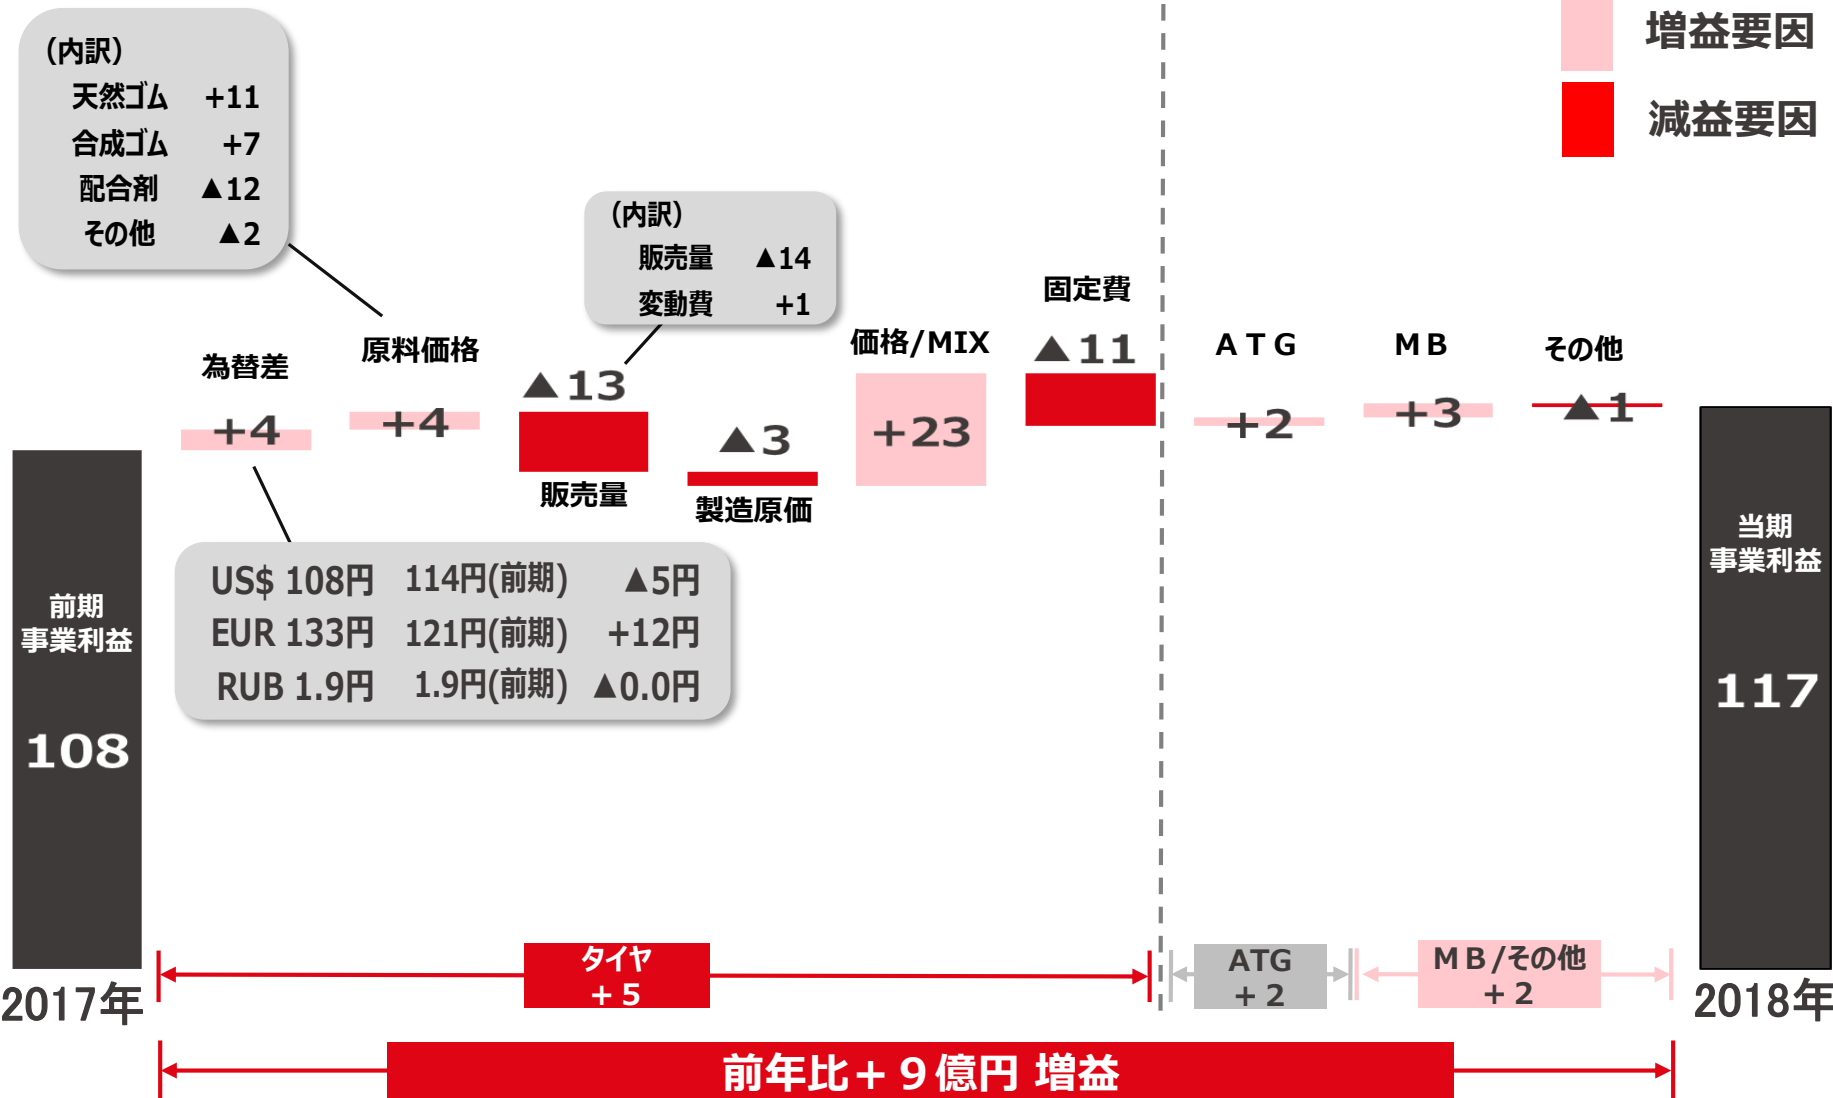 （内訳）
天然ゴム +11
合成ゴム +7
配合剤 ▲12
その他 ▲2
増益要因
減益要因
（内訳）
販売量 ▲14
変動費 +1
為替差
+4
原料価格
+4
▲13
販売量
▲3
製造原価
価格/MIX
+23
固定費
▲11
ＡＴＧ
+2
ＭＢ
+3
その他
▲1
US$ 108円 114円(前期) ▲5円
EUR 133円 121円(前期) +12円
RUB 1.9円 1.9円(前期) ▲0.0円
前期
事業利益
108
当期
事業利益
117
タイヤ
+５
ATG
+２
ＭＢ/その他
+２
2017年
2018年
前年比+９億円 増益